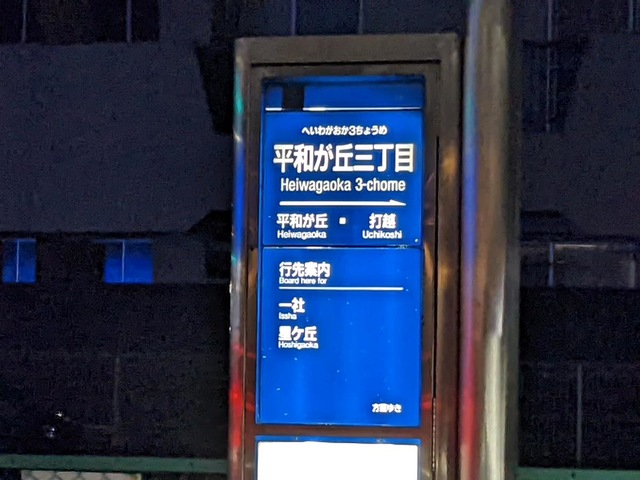 へいわがおか3ちょうめ
平和が丘三丁目
Heiwagaoka 3-chome
平和が丘 打越
Heiwagaoka Uchikoshi
行先案内
Board here for
一社
Issha
星ケ丘
Hoshigaoka
方面ゆき